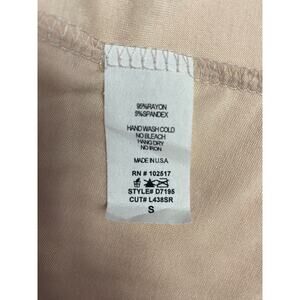 95%RAYON
5%SPANDEX
HAND WASH COLD
NO BLEACH
HANG DRY
NO IRON
MADE IN U.S.A
RN # 102517
STYLE# D7195
CUT# L438SR
S